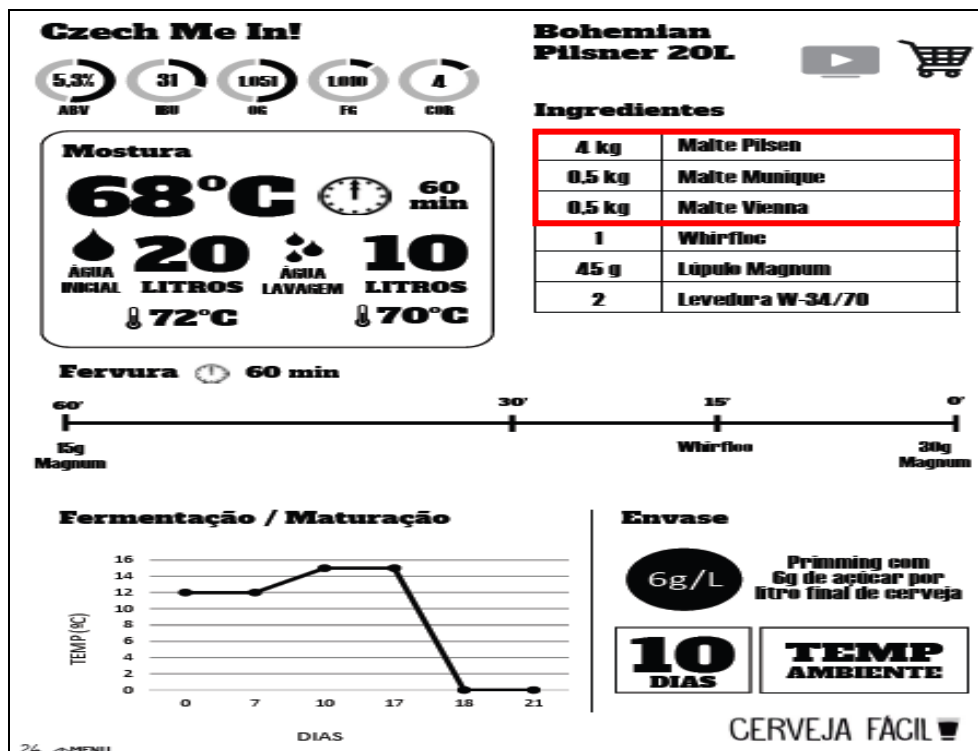 Czech Me In!
5,3%
31
1.051
1.010
4
ABV
IBU
OG
FG
COR
Bohemian
Pilsner 20L
Ingredientes
4 kg Malte Pilsen
0,5 kg Malte Munique
0,5 kg Malte Vienna
1 Whirfloc
45 g Lúpulo Magnum
2 Levedura W-34/70
Mostura
68ºC
60
min
ÁGUA
INICIAL
20
LITROS
ÁGUA
LAVAGEM
10
LITROS
72ºC
70ºC
Fervura 60 min
60' 30' 15' 0'
15g
Magnum
Whirfloc
30g
Magnum
Fermentação / Maturação
TEMP (ºC)
16
14
12
10
8
6
4
2
0
0 7 10 17 18 21
DIAS
Envase
6g/L
Primming com
6g de açúcar por
litro final de cerveja
10
DIAS
TEMP
AMBIENTE
CERVEJA FÁCIL
MENU